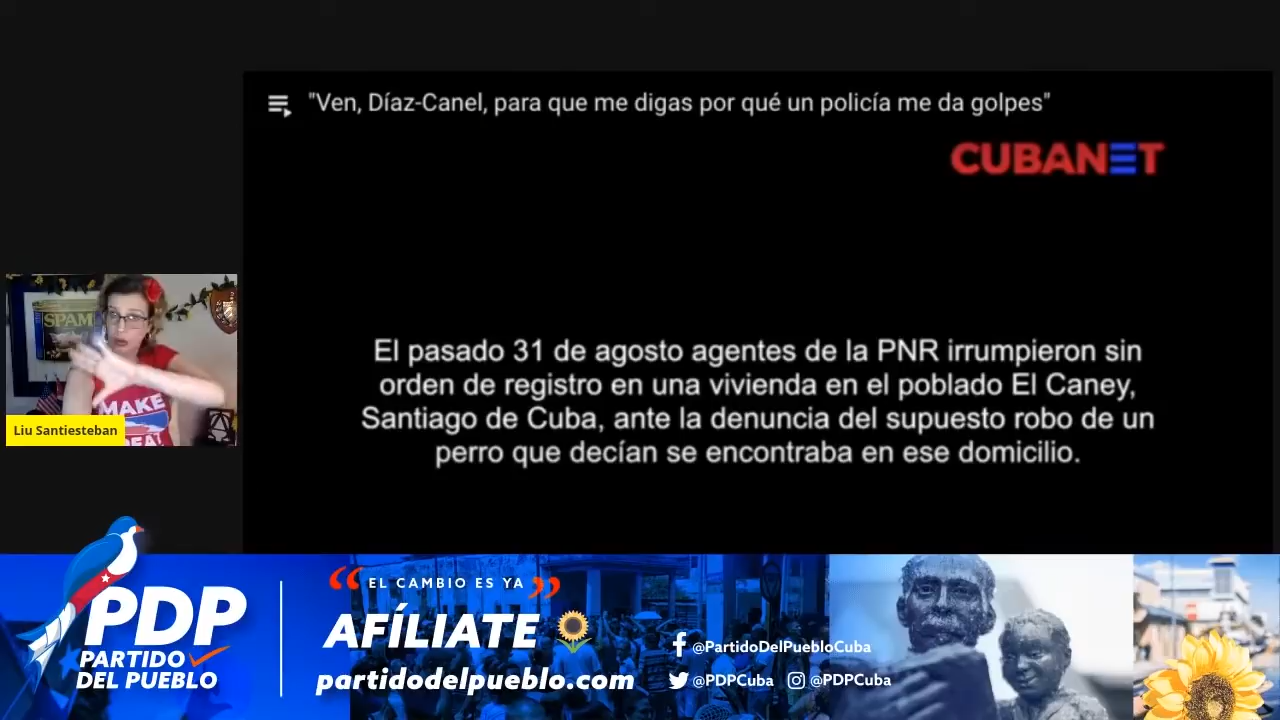 "Ven, Díaz-Canel, para que me digas por qué un policía me da golpes"
CUBANET
El pasado 31 de agosto agentes de la PNR irrumpieron sin
orden de registro en una vivienda en el poblado El Caney,
Santiago de Cuba, ante la denuncia del supuesto robo de un
perro que decían se encontraba en ese domicilio.
SPAM
MAKE
Liu Santiesteban
PDP
PARTIDO
DEL PUEBLO
“ EL CAMBIO ES YA ”
AFÍLIATE
partidodelpueblo.com
@PartidoDelPuebloCuba
@PDPCuba @PDPCuba